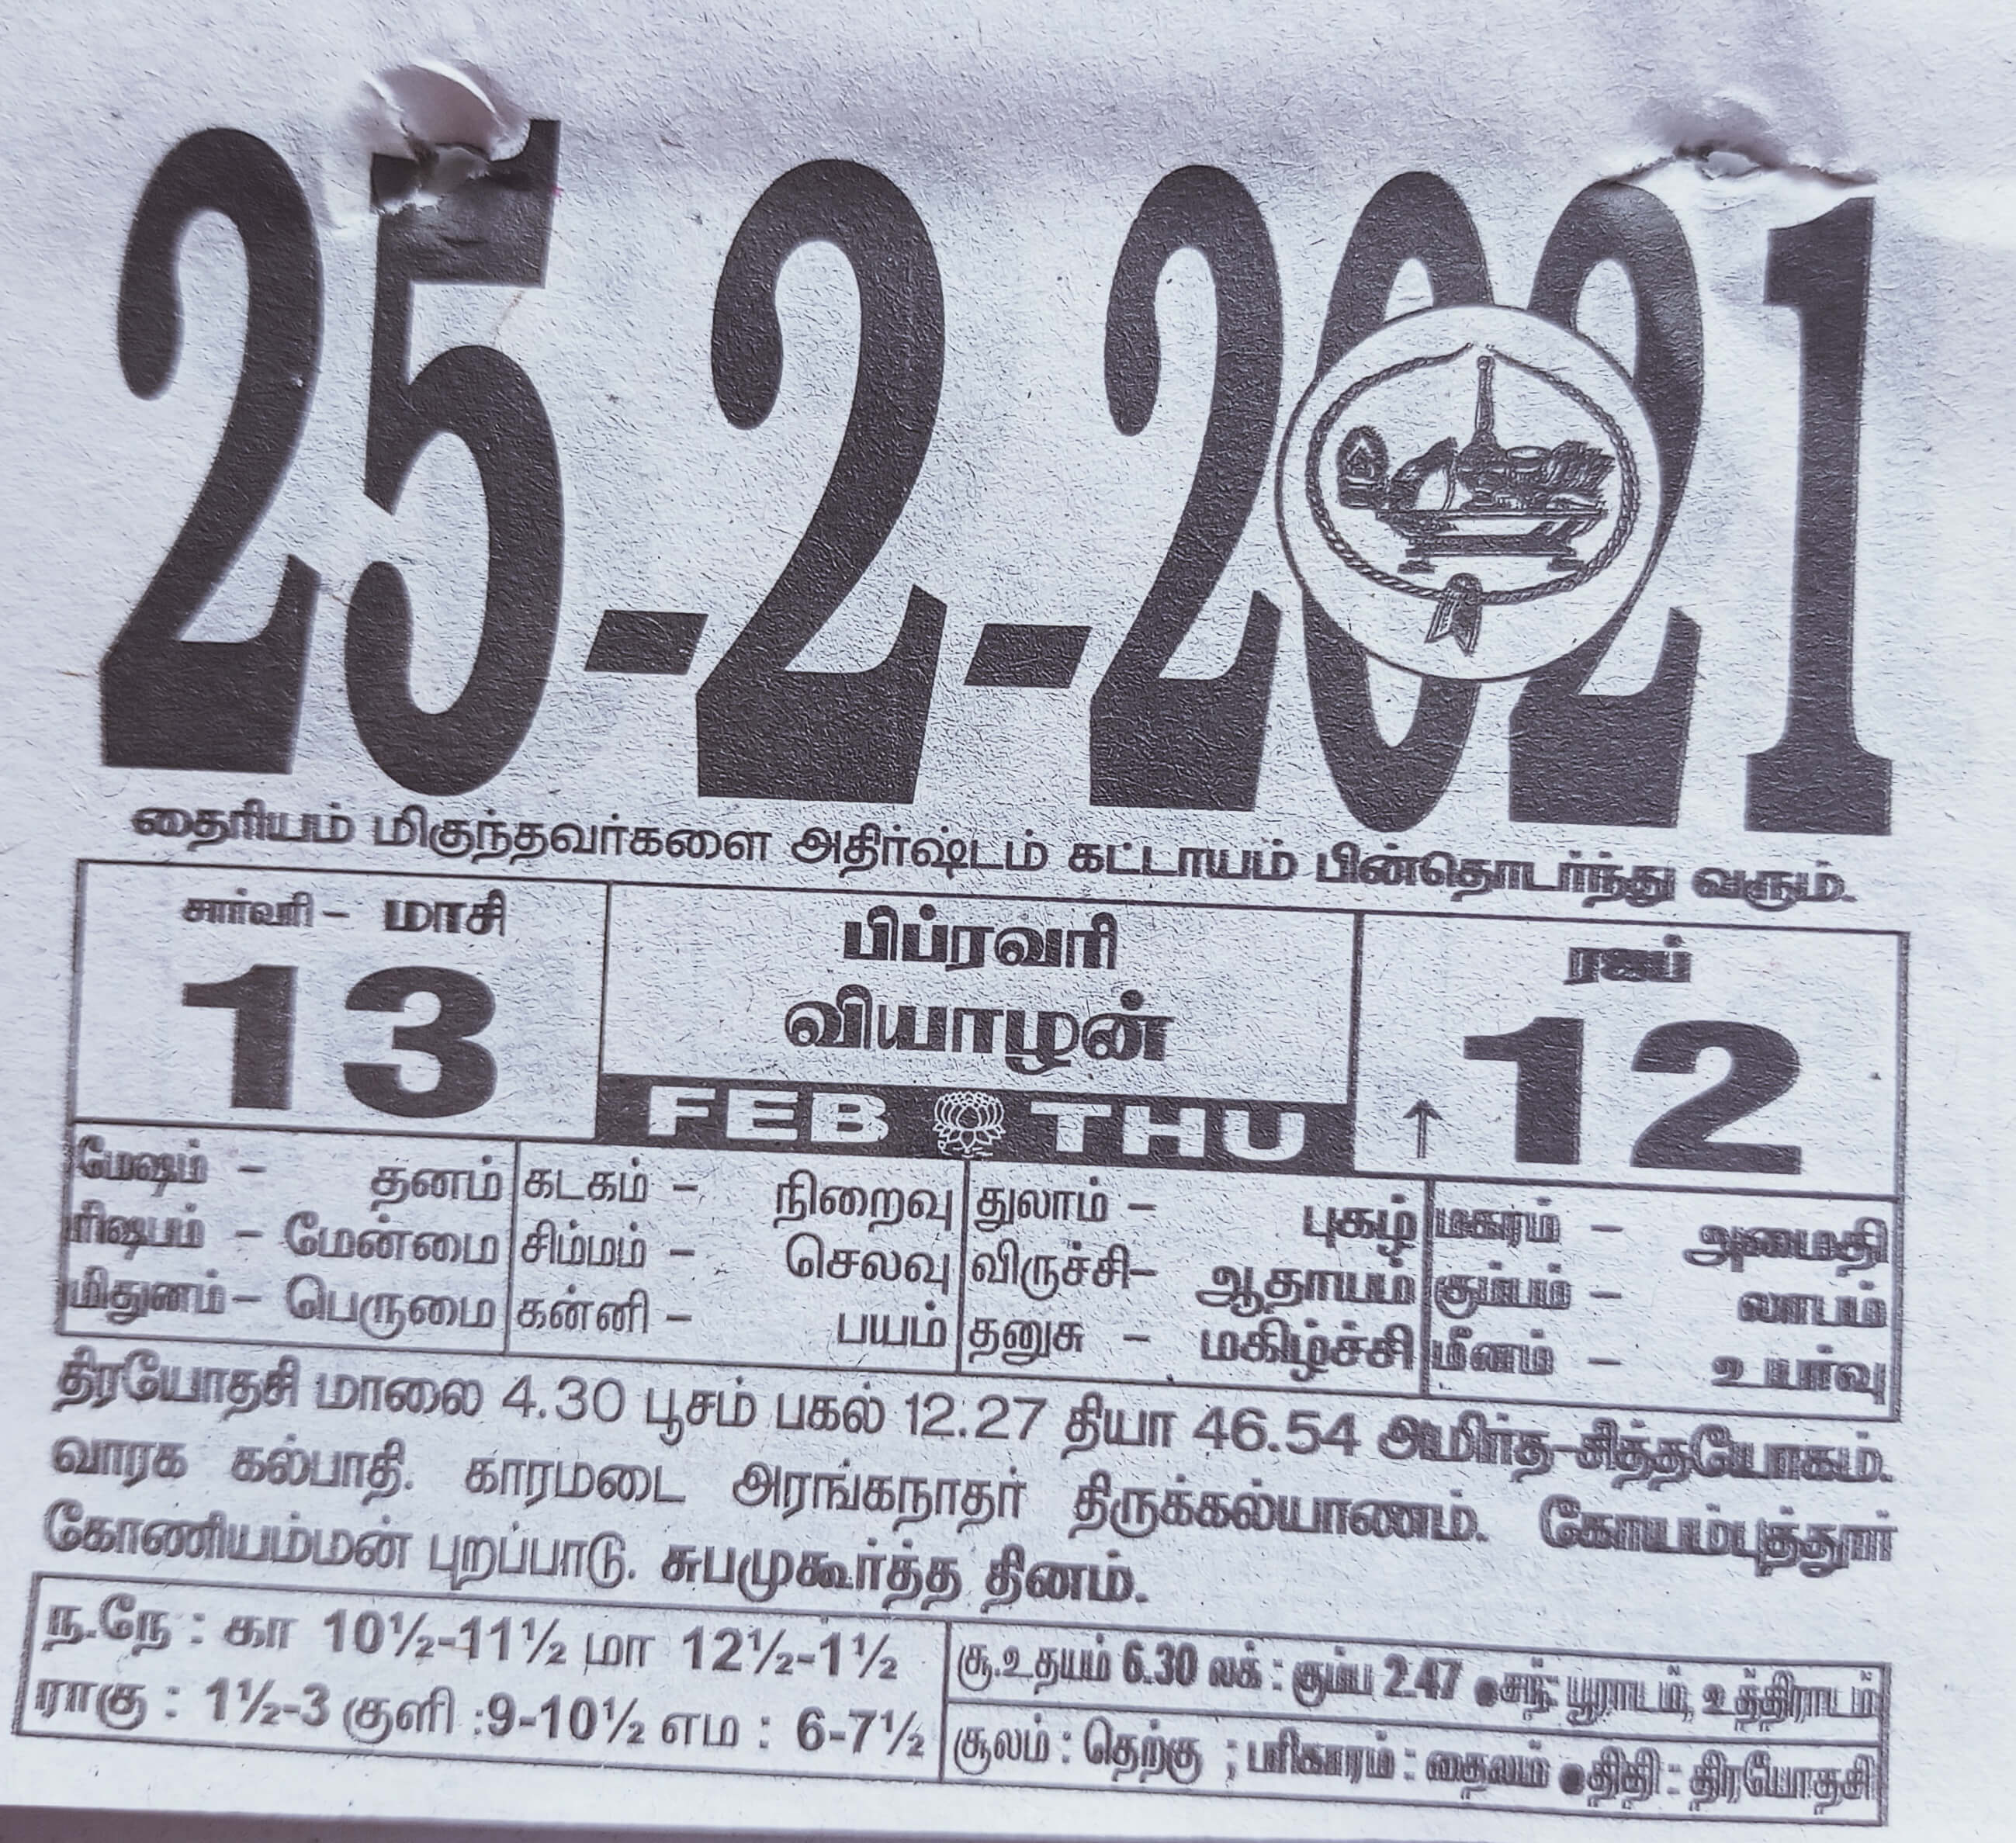 25-2-2021
தைரியம் மிகுந்தவர்களை அதிர்ஷ்டம் கட்டாயம் பின்தொடர்ந்து வரும்.
சார்வரி - மாசி
13
பிப்ரவரி
வியாழன்
FEB THU
ரஜப்
↑ 12
மேஷம் - தனம்
ரிஷபம் - மேன்மை
மிதுனம் - பெருமை
கடகம் - நிறைவு
சிம்மம் - செலவு
கன்னி - பயம்
துலாம் - புகழ்
விருச்சி - ஆதாயம்
தனுசு - மகிழ்ச்சி
மகரம் - அமைதி
கும்பம் - லாபம்
மீனம் - உயர்வு
திரயோதசி மாலை 4.30 பூசம் பகல் 12.27 தியா 46.54 அமிர்த-சித்தயோகம்.
வாரக கல்பாதி. காரமடை அரங்கநாதர் திருக்கல்யாணம். கோயம்புத்தூர்
கோணியம்மன் புறப்பாடு. சுபமுகூர்த்த தினம்.
ந.நே : கா 10½-11½ மா 12½-1½
ராகு : 1½-3 குளி :9-10½ எம : 6-7½
சூ.உதயம் 6.30 லக் : கும்ப 2.47 ●சந்: பூராடம், உத்திராடம்
சூலம் : தெற்கு ; பரிகாரம் : தைலம் ●திதி : திரயோதசி